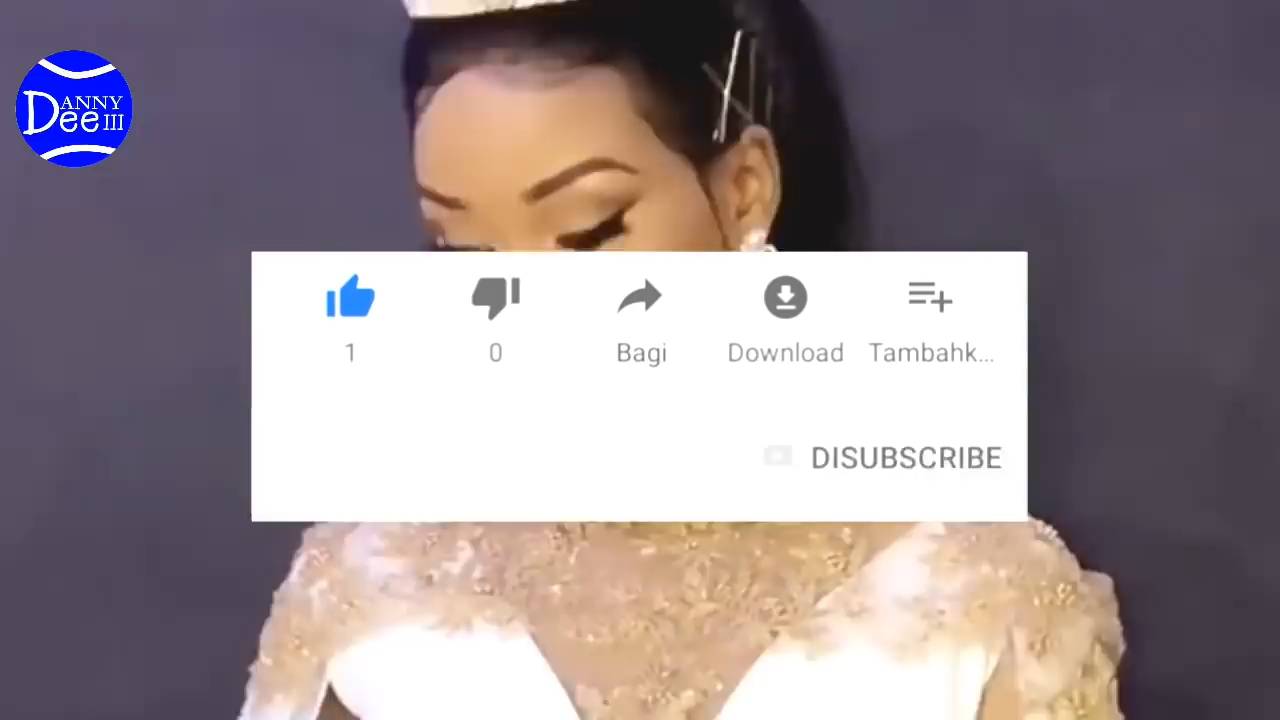 DANNY
Dee III
1
0
Bagi
Download
Tambahk...
DISUBSCRIBE